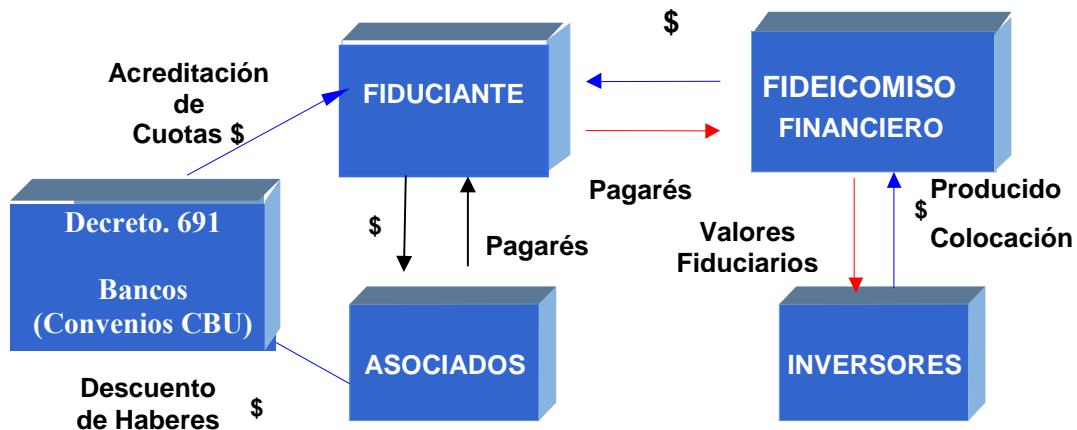 $
Acreditación
de
Cuotas $
FIDUCIANTE
FIDEICOMISO
FINANCIERO
Pagarés
Producido
$
Colocación
Decreto. 691
Bancos
(Convenios CBU)
$
Pagarés
Valores
Fiduciarios
ASOCIADOS
INVERSORES
Descuento
de Haberes $